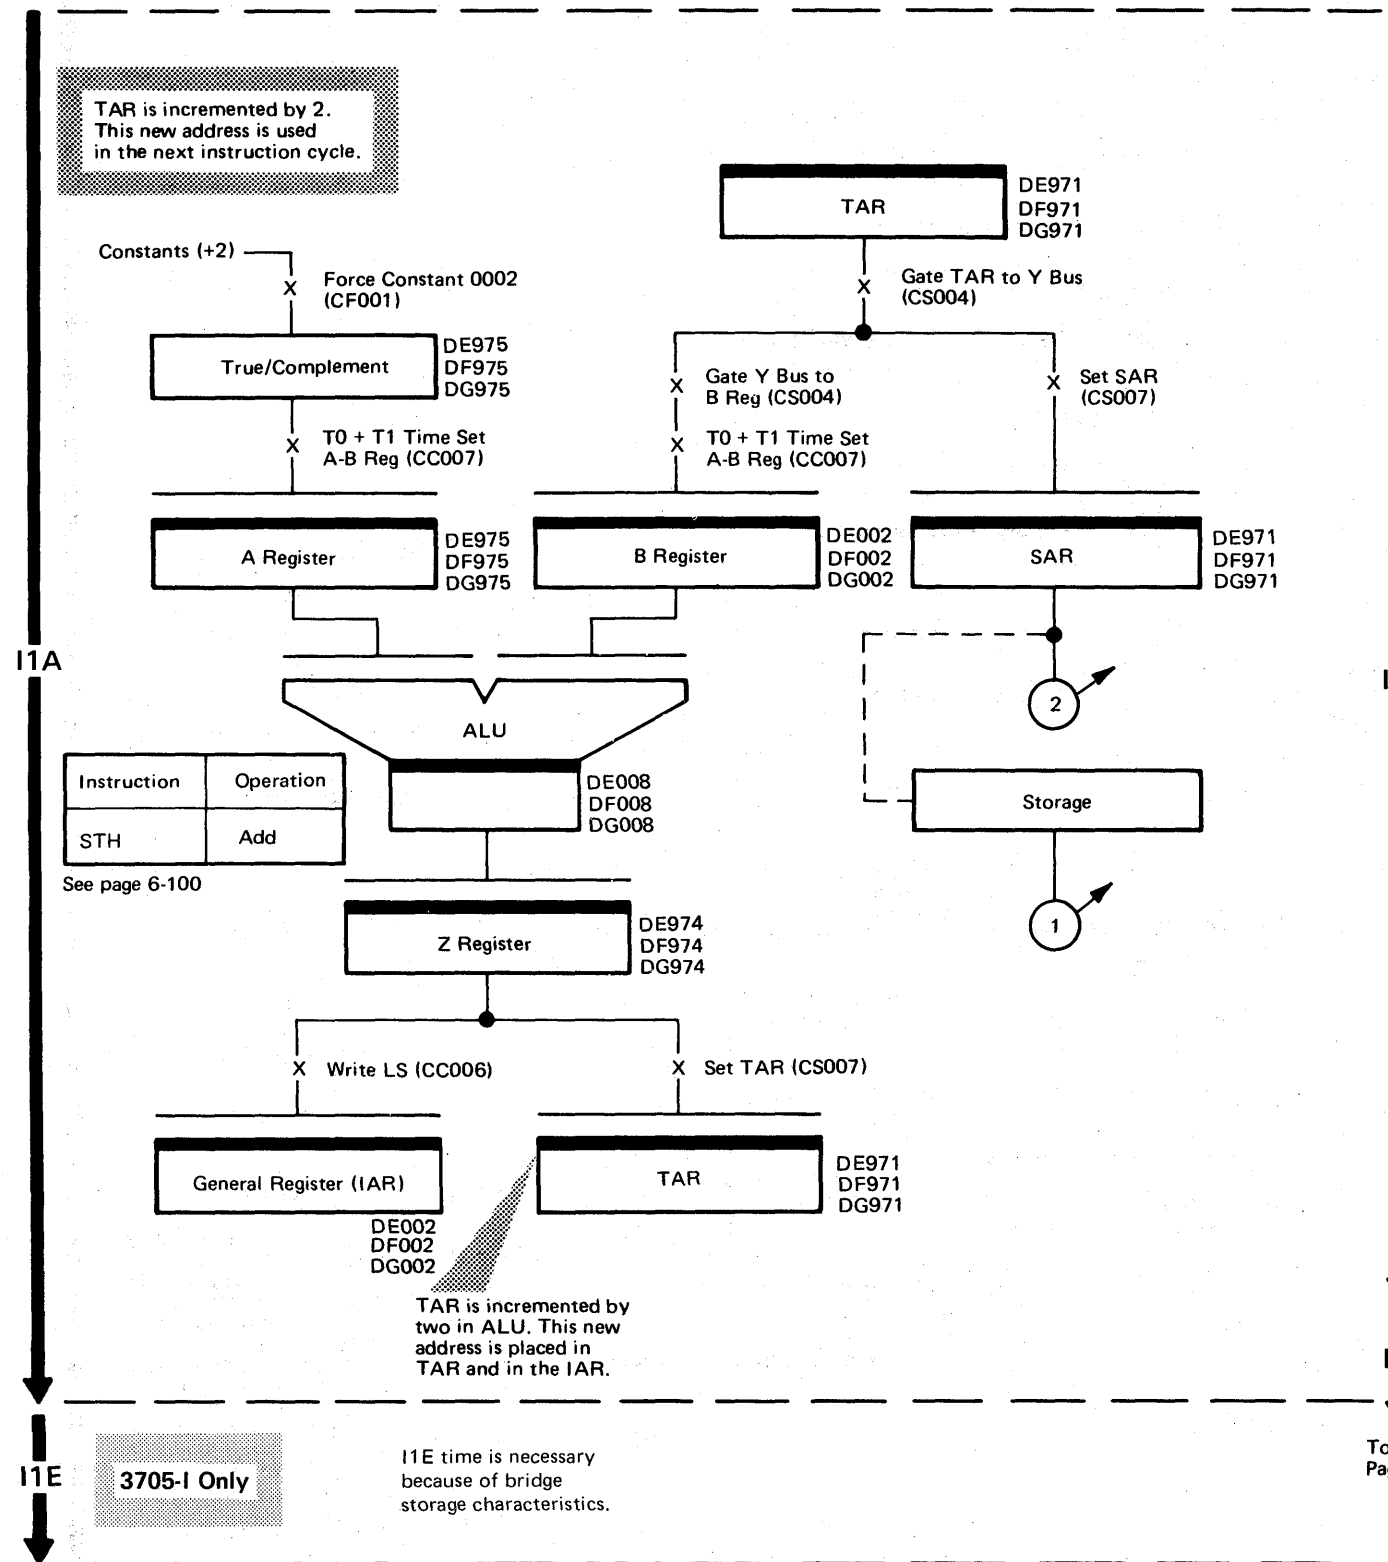 TAR is incremented by 2.
This new address is used
in the next instruction cycle.
TAR
DE971
DF971
DG971
Constants (+2)
Force Constant 0002
(CF001)
Gate TAR to Y Bus
(CS004)
True/Complement
DE975
DF975
DG975
Gate Y Bus to
B Reg (CS004)
Set SAR
(CS007)
T0 + T1 Time Set
A-B Reg (CC007)
T0 + T1 Time Set
A-B Reg (CC007)
A Register
DE975
DF975
DG975
B Register
DE002
DF002
DG002
SAR
DE971
DF971
DG971
I1A
2
ALU
Instruction Operation
STH Add
See page 6-100
DE008
DF008
DG008
Storage
1
Z Register
DE974
DF974
DG974
Write LS (CC006)
Set TAR (CS007)
General Register (IAR)
DE002
DF002
DG002
TAR
DE971
DF971
DG971
TAR is incremented by
two in ALU. This new
address is placed in
TAR and in the IAR.
I1E
3705-I Only
I1E time is necessary
because of bridge
storage characteristics.
To